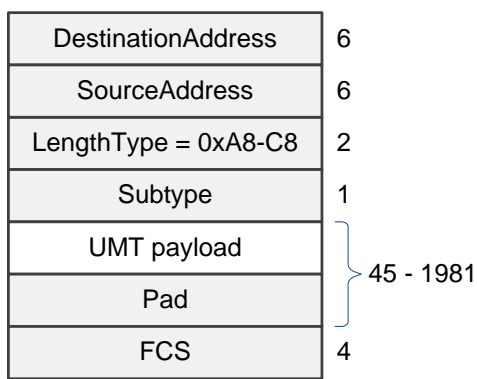 DestinationAddress 6
SourceAddress 6
LengthType = 0xA8-C8 2
Subtype 1
UMT payload
45 - 1981
Pad
FCS 4